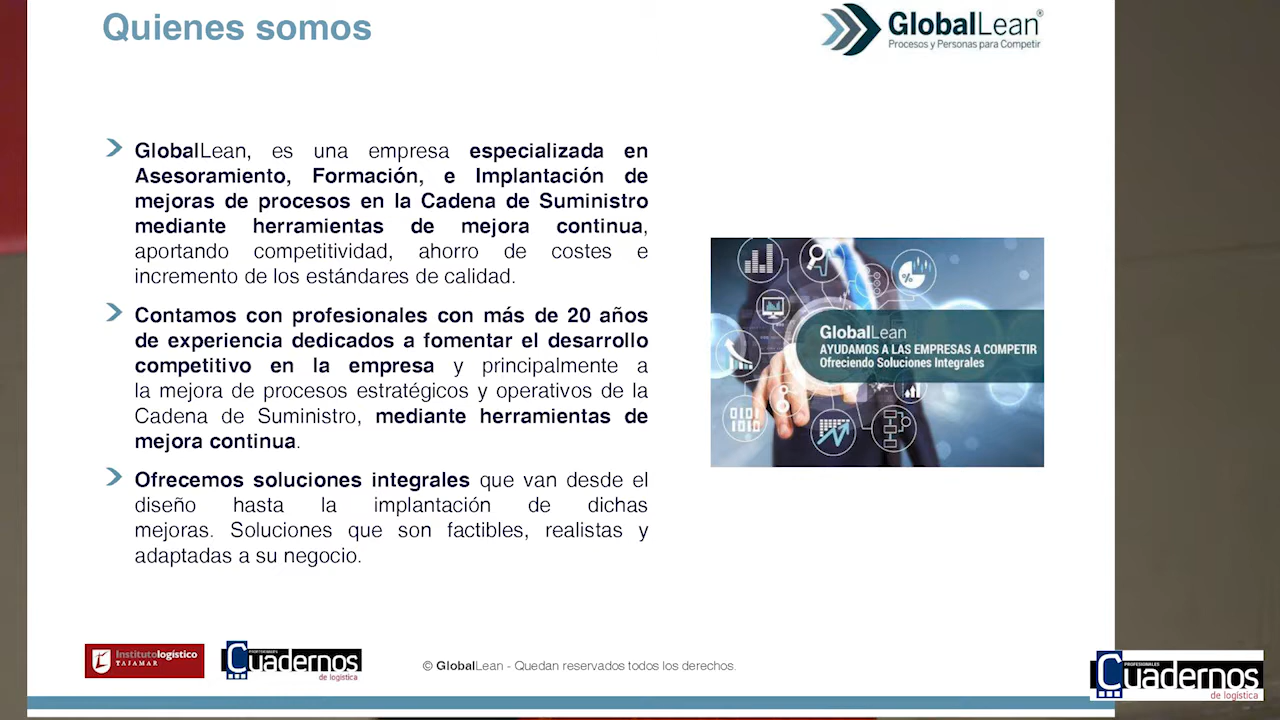 Quienes somos
GlobalLean®
Procesos y Personas para Competir
GlobalLean, es una empresa especializada en
Asesoramiento, Formación, e Implantación de
mejoras de procesos en la Cadena de Suministro
mediante herramientas de mejora continua,
aportando competitividad, ahorro de costes e
incremento de los estándares de calidad.
Contamos con profesionales con más de 20 años
de experiencia dedicados a fomentar el desarrollo
competitivo en la empresa y principalmente a
la mejora de procesos estratégicos y operativos de la
Cadena de Suministro, mediante herramientas de
mejora continua.
Ofrecemos soluciones integrales que van desde el
diseño hasta la implantación de dichas
mejoras. Soluciones que son factibles, realistas y
adaptadas a su negocio.
GlobalLean
AYUDAMOS A LAS EMPRESAS A COMPETIR
Ofreciendo Soluciones Integrales
Institutologístico
TAJAMAR
PROFESIONALES
Cuadernos
de logística
© GlobalLean - Quedan reservados todos los derechos.
PROFESIONALES
Cuadernos
de logística